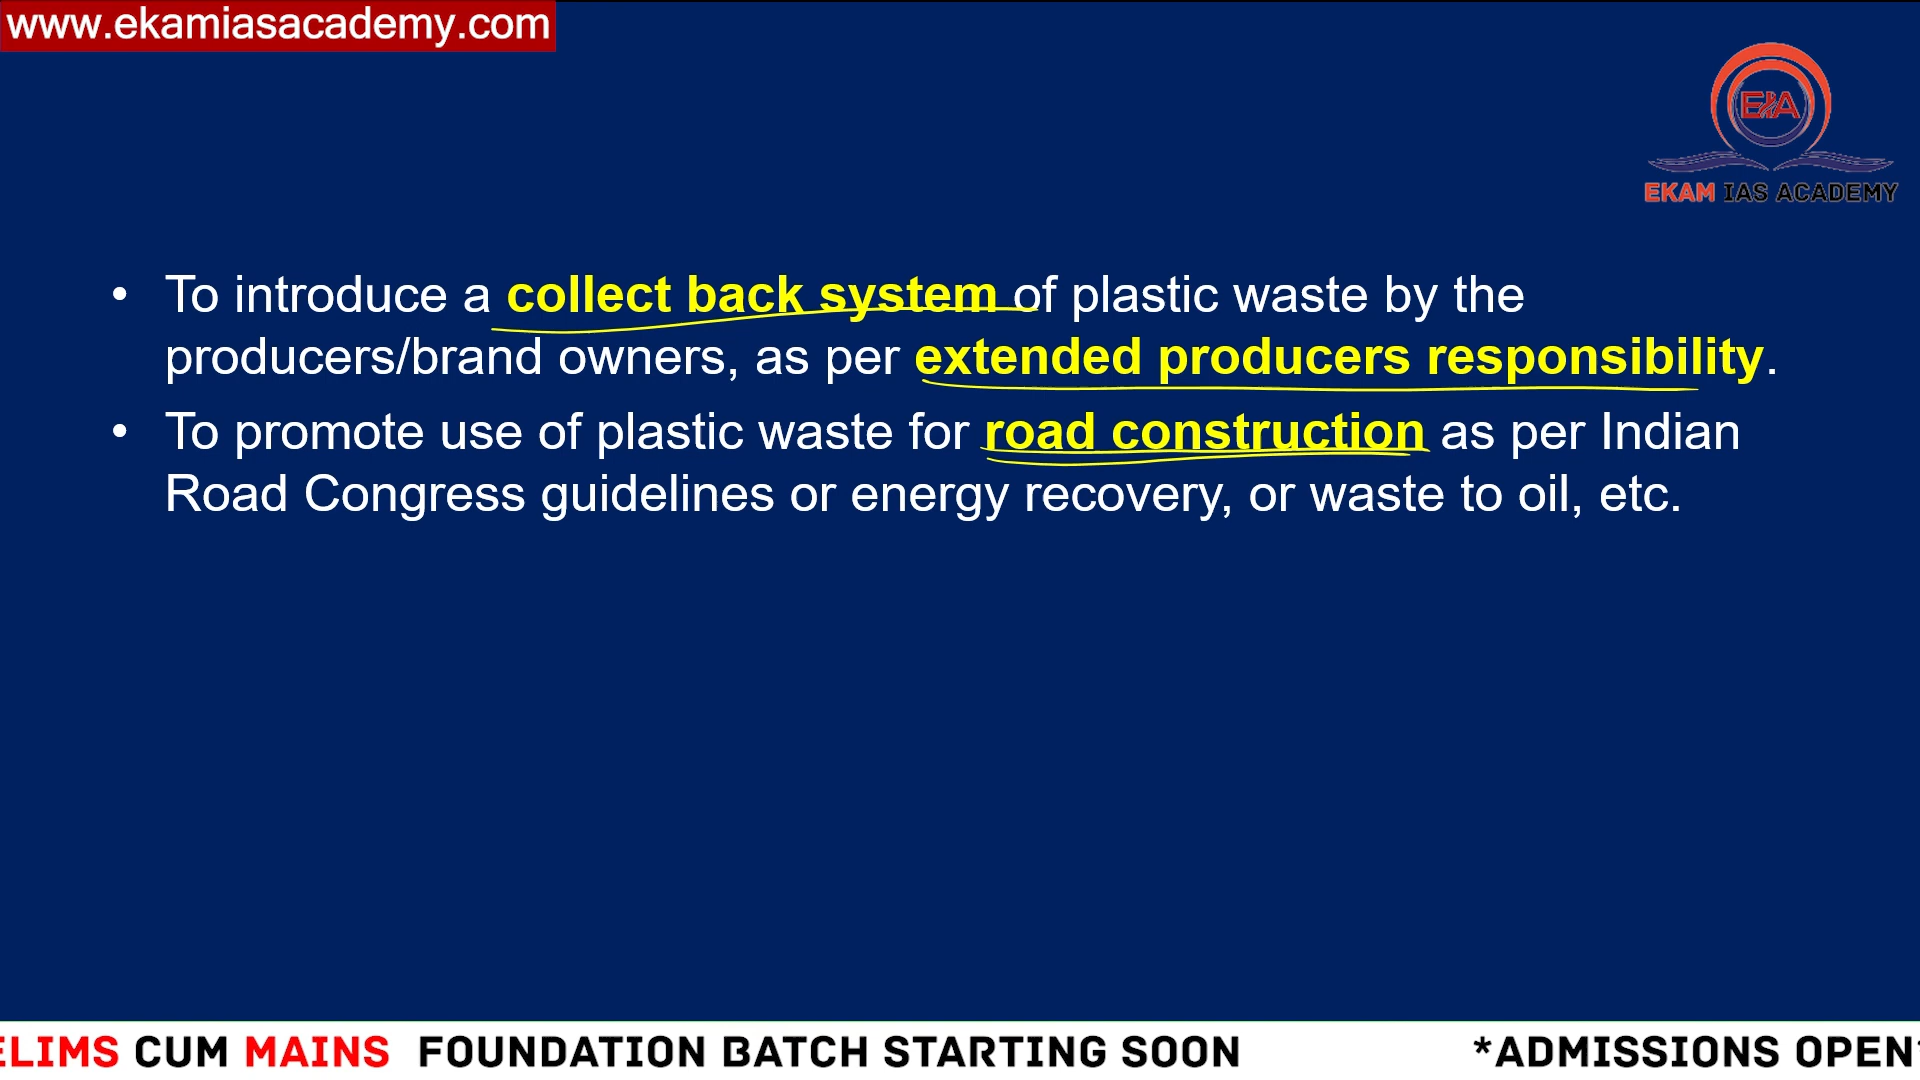 www.ekamiasacademy.com
EIA
EKAM IAS ACADEMY
• To introduce a collect back system of plastic waste by the
producers/brand owners, as per extended producers responsibility.
• To promote use of plastic waste for road construction as per Indian
Road Congress guidelines or energy recovery, or waste to oil, etc.
ELIMS CUM MAINS FOUNDATION BATCH STARTING SOON *ADMISSIONS OPEN*